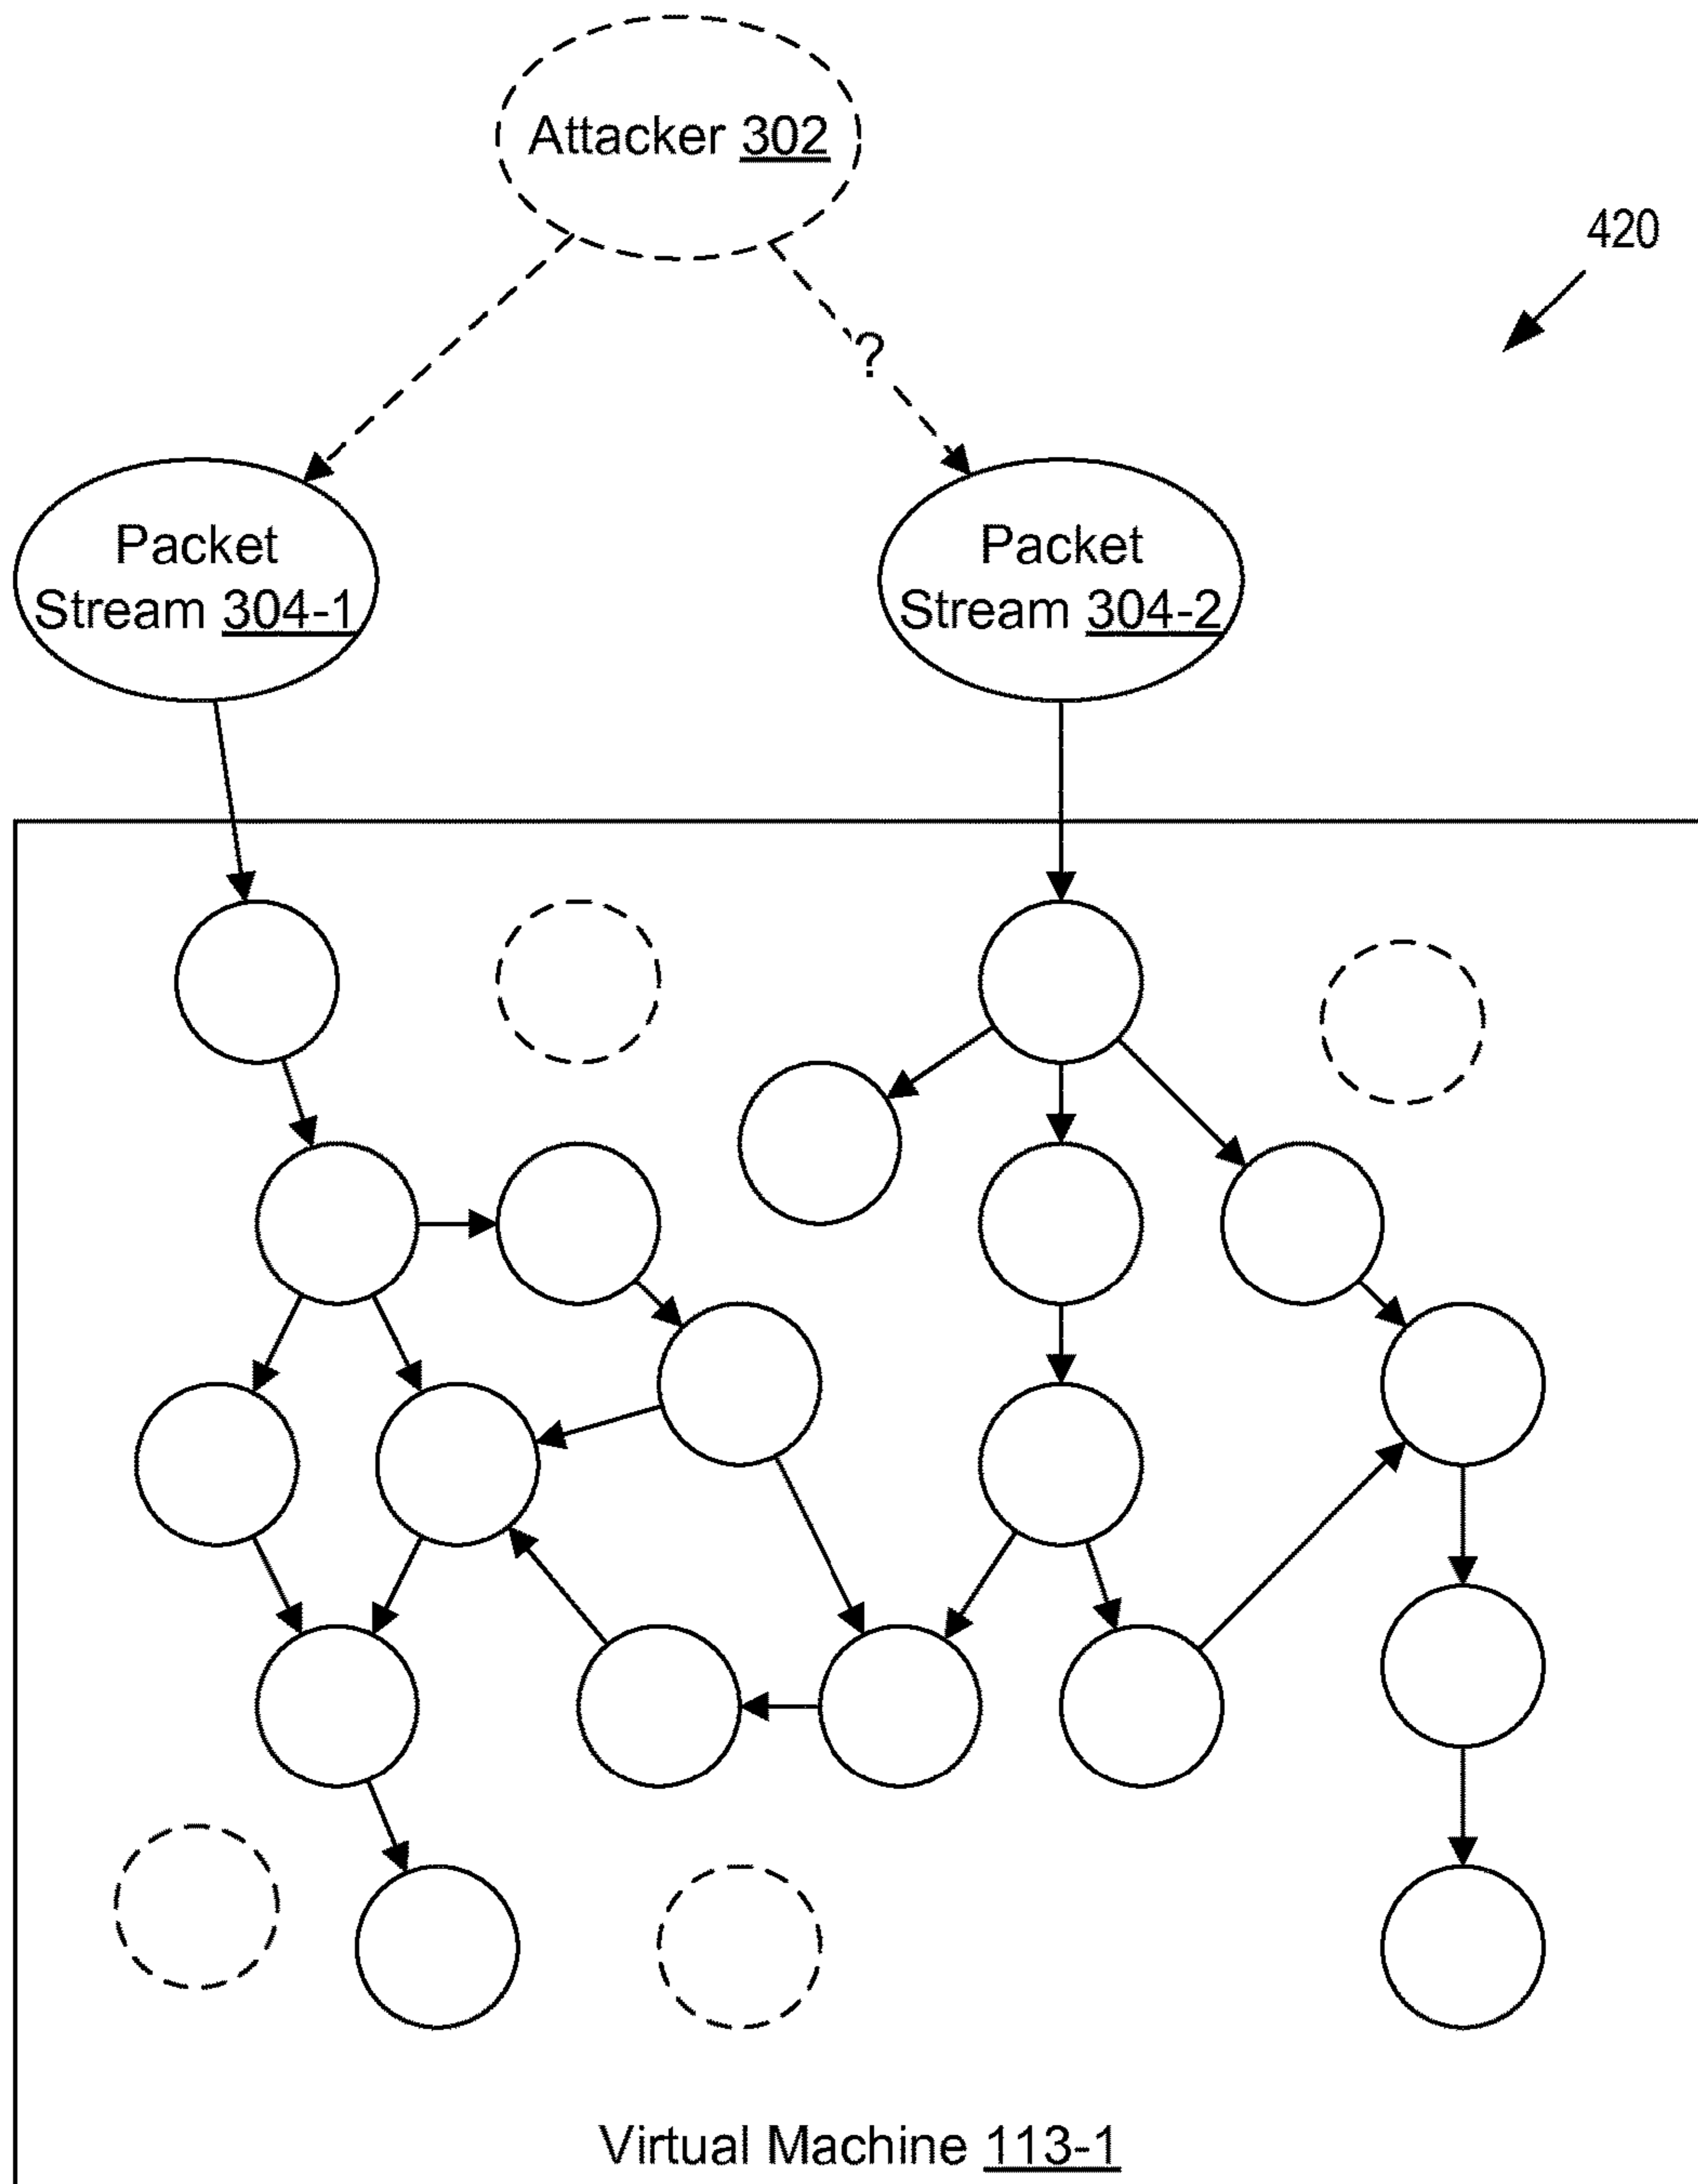 Attacker 302
420
?
Packet
Stream 304-1
Packet
Stream 304-2
Virtual Machine 113-1